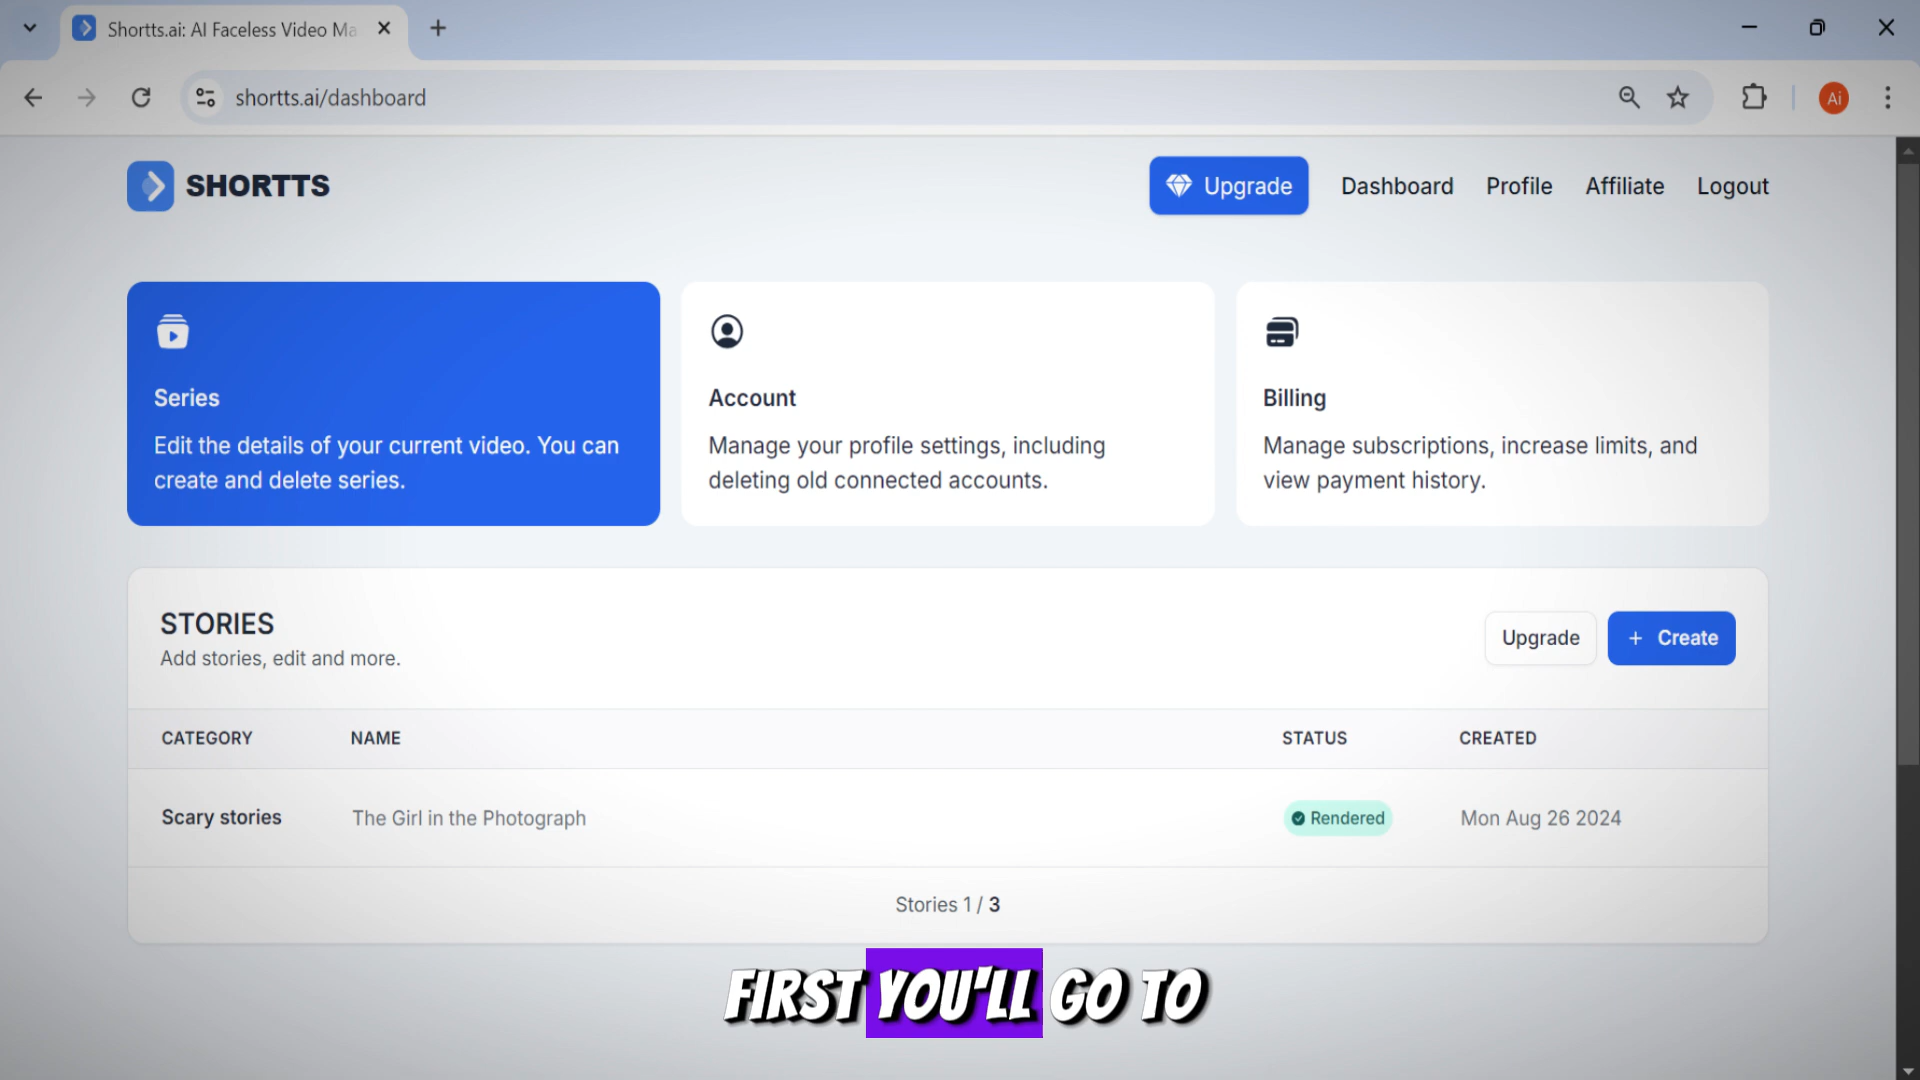 Shortts.ai: AI Faceless Video Ma
shortts.ai/dashboard
Ai
SHORTTS
Upgrade
Dashboard
Profile
Affiliate
Logout
Series
Edit the details of your current video. You can
create and delete series.
Account
Manage your profile settings, including
deleting old connected accounts.
Billing
Manage subscriptions, increase limits, and
view payment history.
STORIES
Add stories, edit and more.
Upgrade
+ Create
CATEGORY NAME STATUS CREATED
Scary stories The Girl in the Photograph Rendered Mon Aug 26 2024
Stories 1 / 3
FIRST YOU'LL GO TO